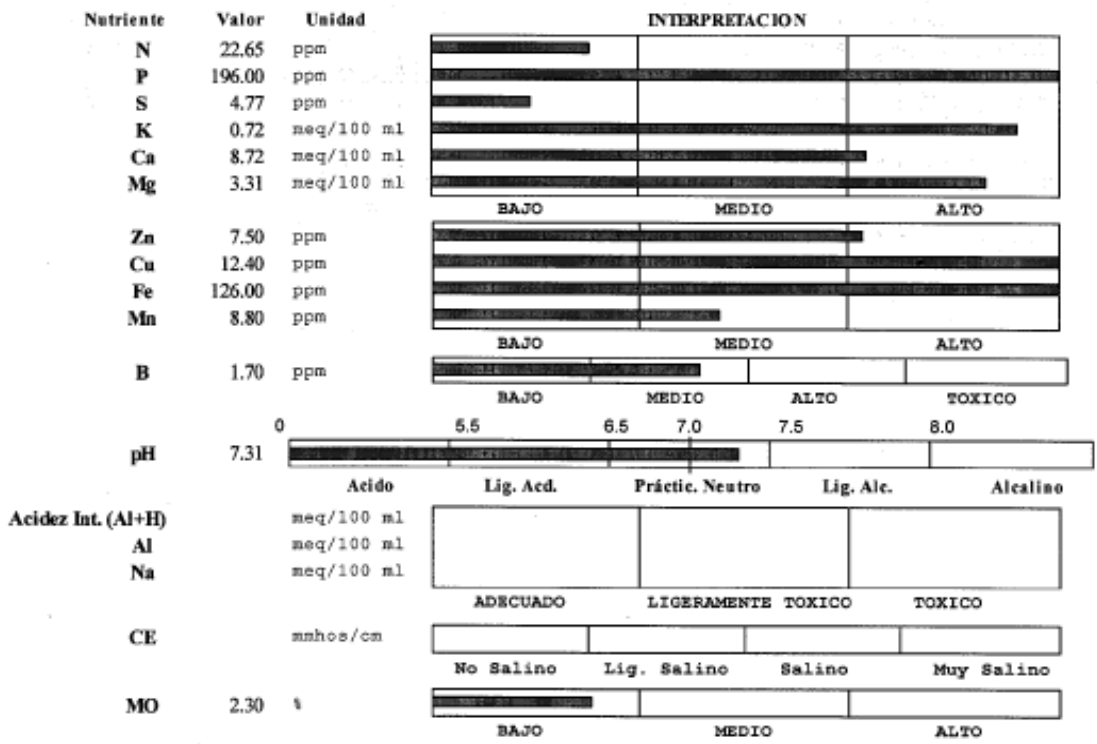 Nutriente Valor Unidad INTERPRETACION
N 22.65 ppm
P 196.00 ppm
S 4.77 ppm
K 0.72 meq/100 ml
Ca 8.72 meq/100 ml
Mg 3.31 meq/100 ml
BAJO MEDIO ALTO
Zn 7.50 ppm
Cu 12.40 ppm
Fe 126.00 ppm
Mn 8.80 ppm
BAJO MEDIO ALTO
B 1.70 ppm
BAJO MEDIO ALTO TOXICO
0 5.5 6.5 7.0 7.5 8.0
pH 7.31
Acido Lig. Acd. Práctic. Neutro Lig. Alc. Alcalino
Acidez Int. (Al+H) meq/100 ml
Al meq/100 ml
Na meq/100 ml
ADECUADO LIGERAMENTE TOXICO TOXICO
CE mmhos/cm
No Salino Lig. Salino Salino Muy Salino
MO 2.30 %
BAJO MEDIO ALTO